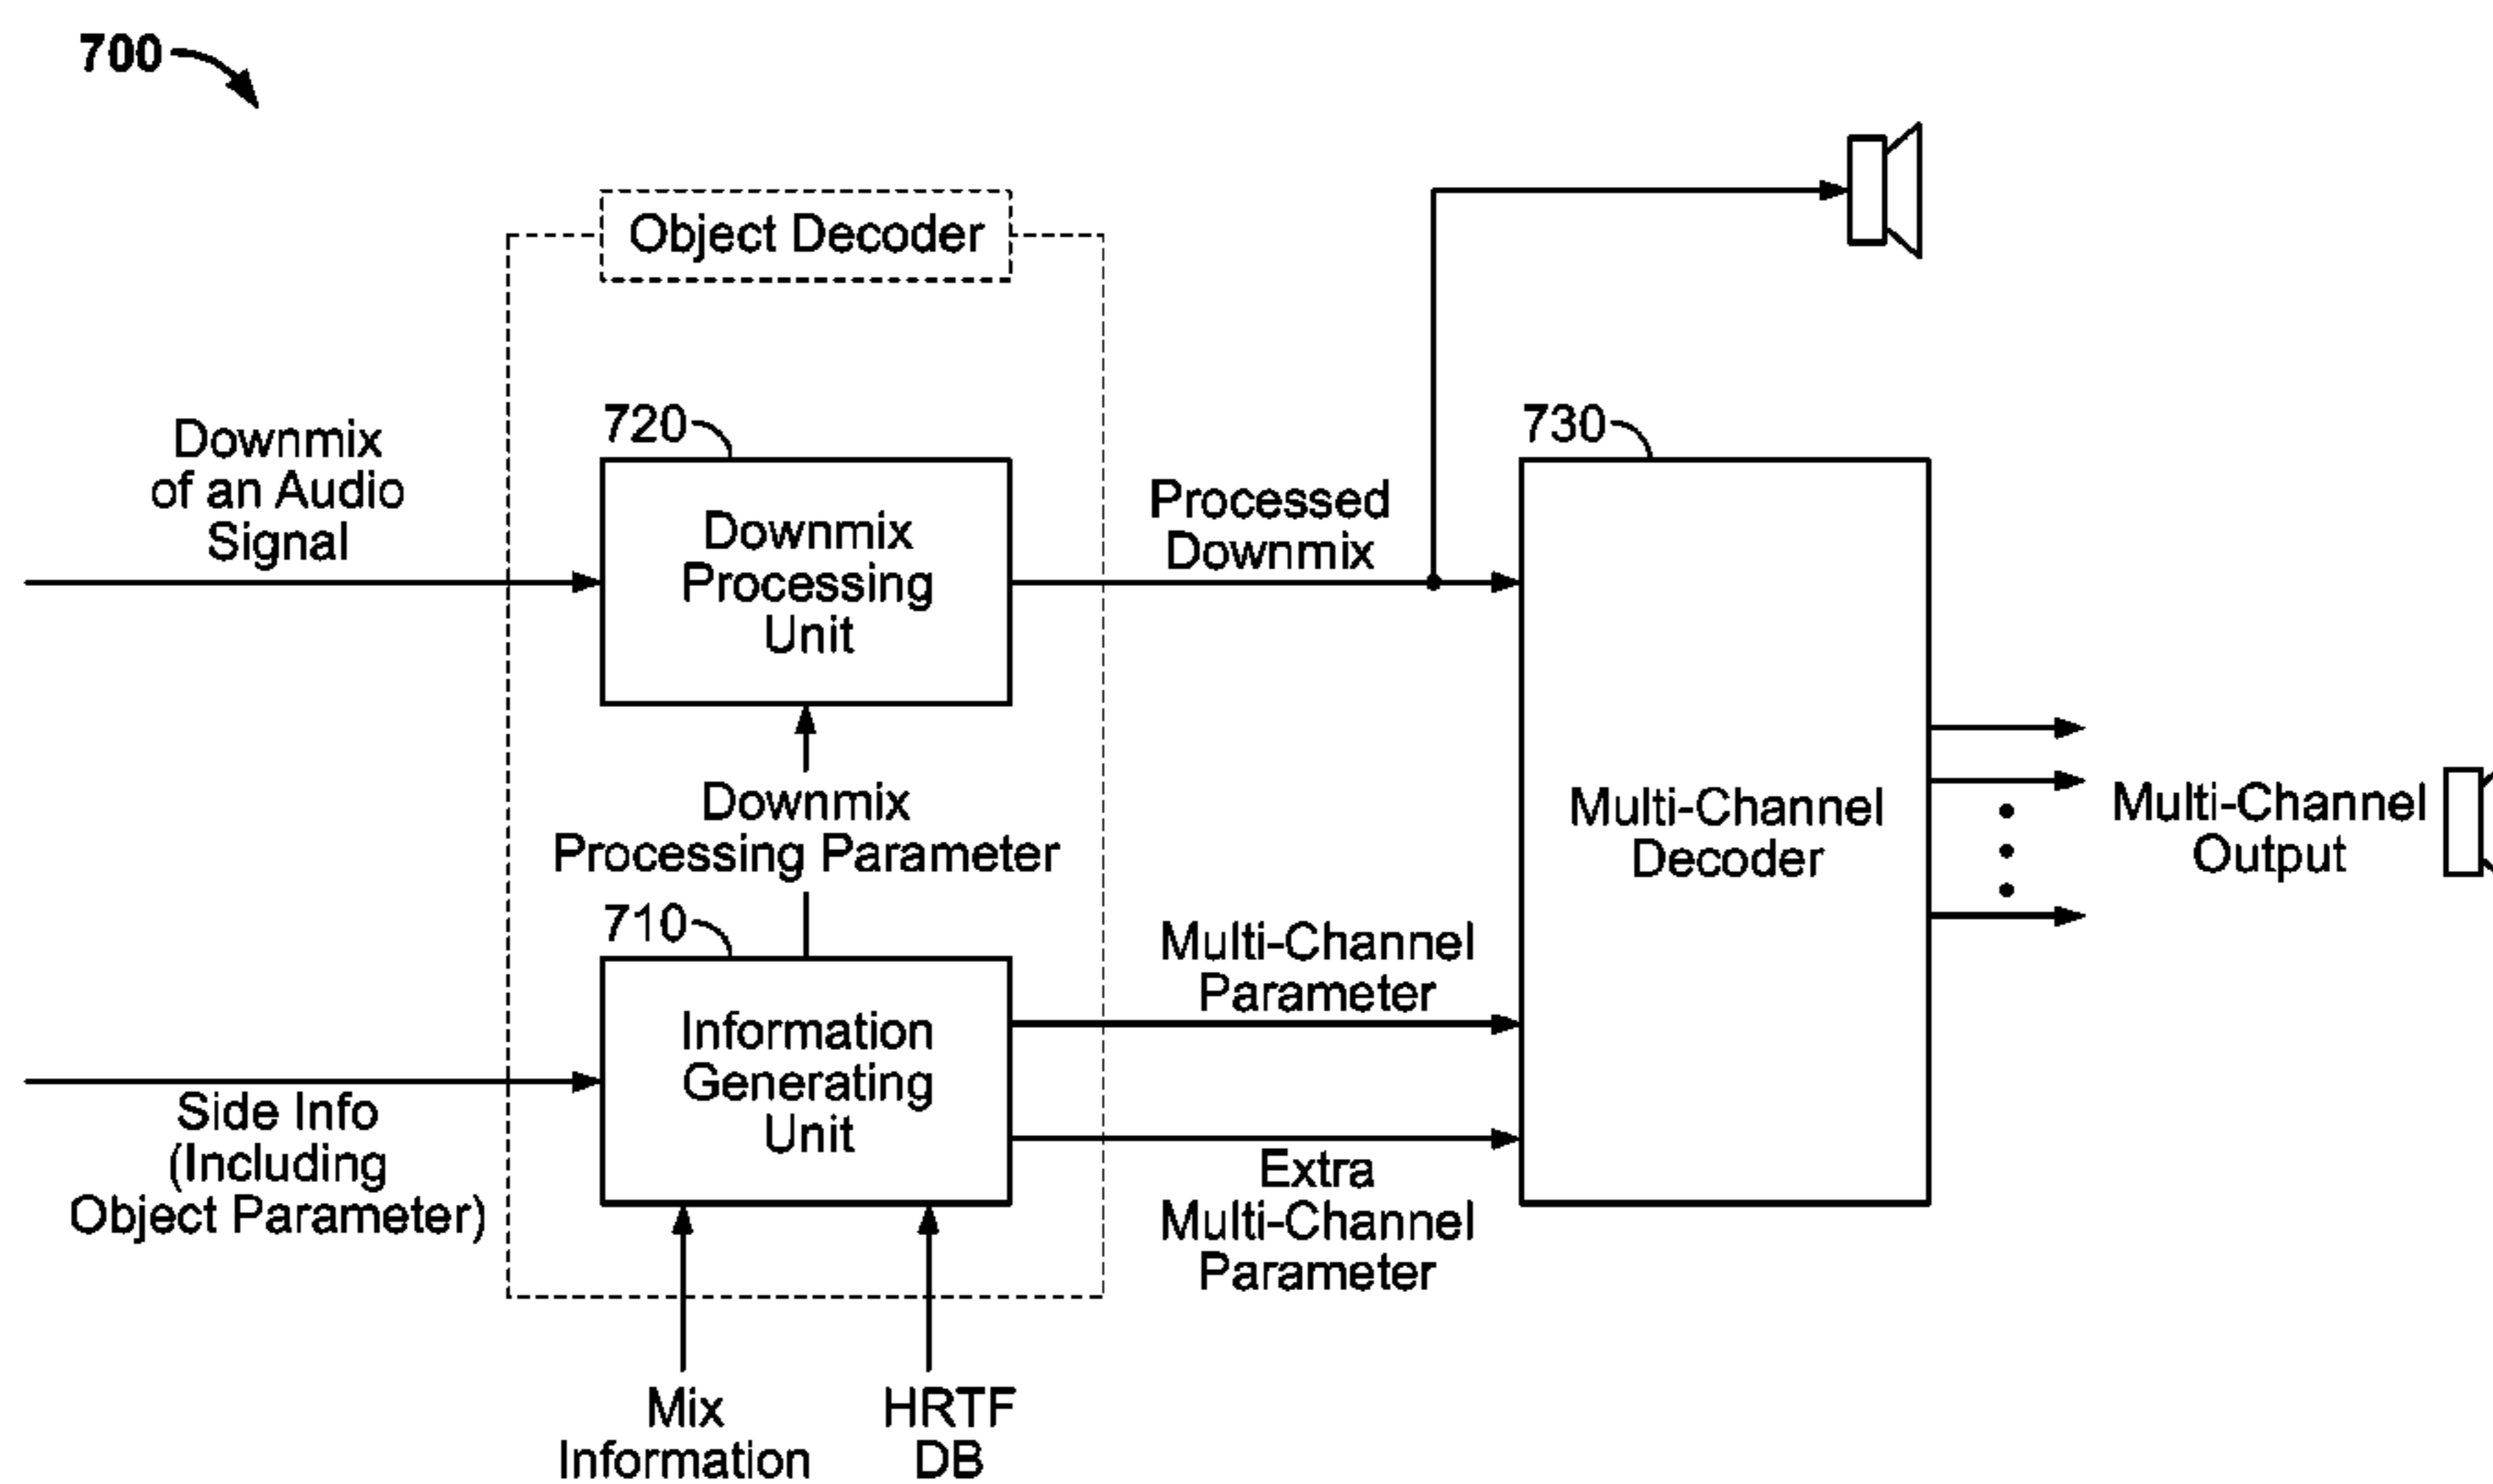 700
Object Decoder
Downmix
of an Audio
Signal
720
Downmix
Processing
Unit
Processed
Downmix
730
Multi-Channel
Decoder
Multi-Channel
Output
Downmix
Processing Parameter
710
Information
Generating
Unit
Multi-Channel
Parameter
Side Info
(Including
Object Parameter)
Extra
Multi-Channel
Parameter
Mix
Information
HRTF
DB